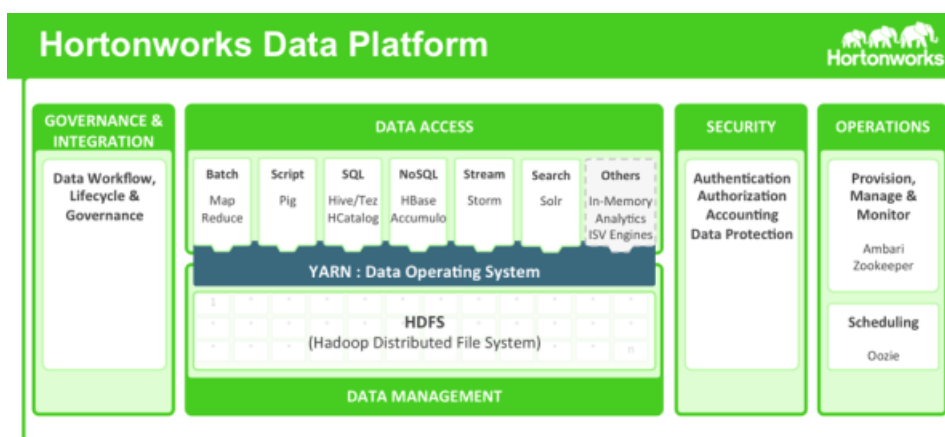 Hortonworks Data Platform
Hortonworks
GOVERNANCE &
INTEGRATION
Data Workflow,
Lifecycle &
Governance
DATA ACCESS
Batch
Map
Reduce
Script
Pig
SQL
Hive/Tez
HCatalog
NoSQL
HBase
Accumulo
Stream
Storm
Search
Solr
Others
In-Memory
Analytics
ISV Engines
YARN : Data Operating System
1
HDFS
(Hadoop Distributed File System)
n
DATA MANAGEMENT
SECURITY
Authentication
Authorization
Accounting
Data Protection
OPERATIONS
Provision,
Manage &
Monitor
Ambari
Zookeeper
Scheduling
Oozie